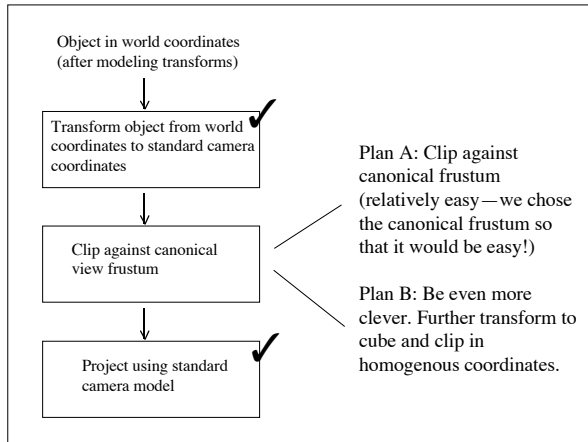 Object in world coordinates
(after modeling transforms)
Transform object from world
coordinates to standard camera
coordinates
Clip against canonical
view frustum
Project using standard
camera model
Plan A: Clip against
canonical frustum
(relatively easy—we chose
the canonical frustum so
that it would be easy!)
Plan B: Be even more
clever. Further transform to
cube and clip in
homogenous coordinates.